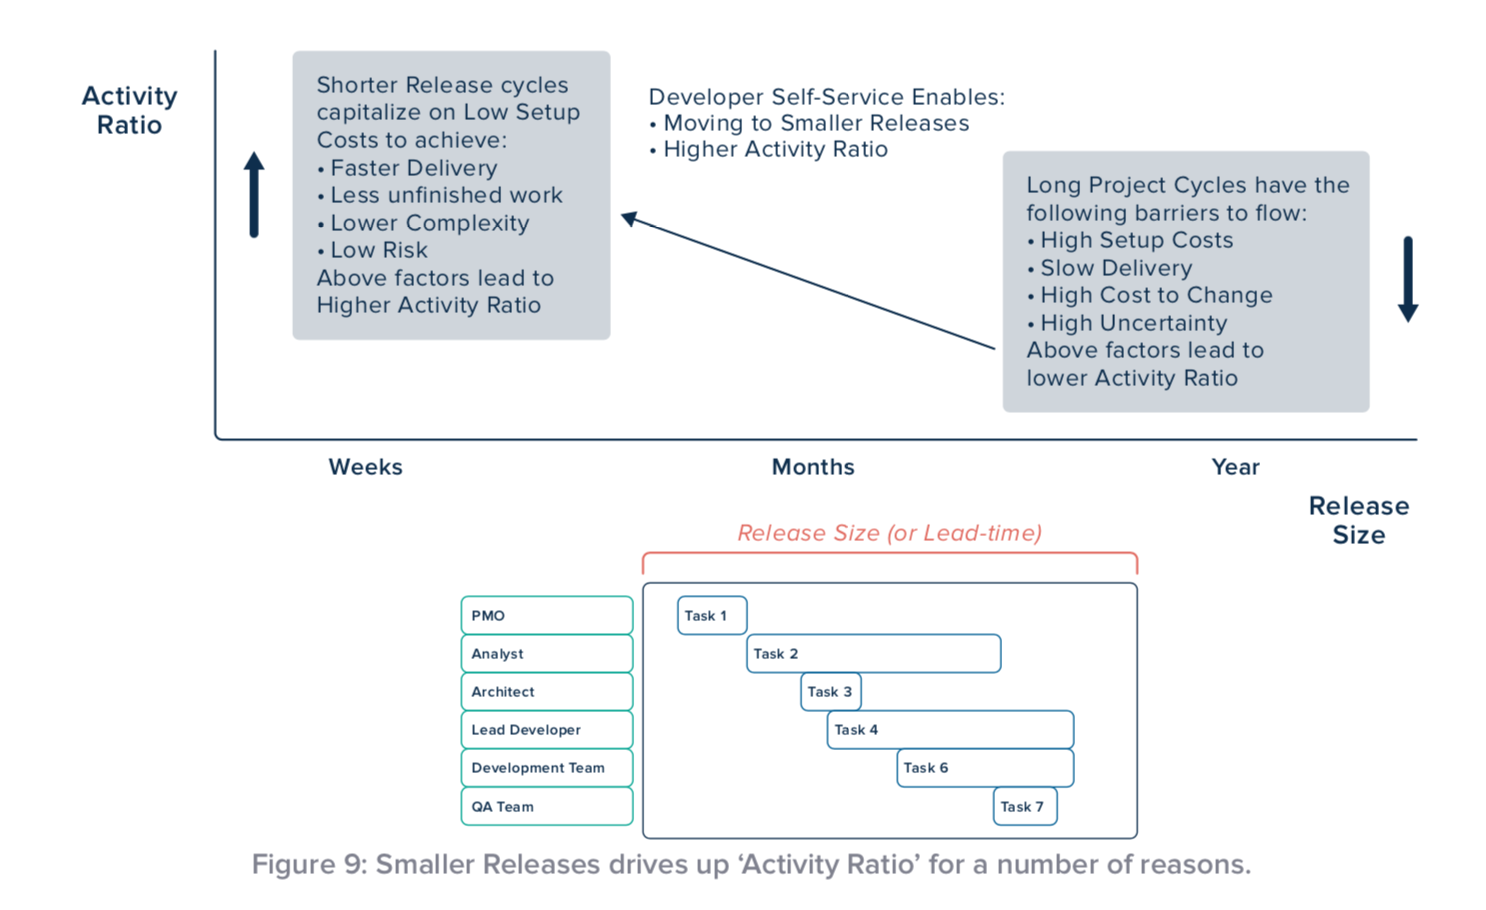 Activity
Ratio
Shorter Release cycles
capitalize on Low Setup
Costs to achieve:
• Faster Delivery
• Less unfinished work
• Lower Complexity
• Low Risk
Above factors lead to
Higher Activity Ratio
Developer Self-Service Enables:
• Moving to Smaller Releases
• Higher Activity Ratio
Long Project Cycles have the
following barriers to flow:
• High Setup Costs
• Slow Delivery
• High Cost to Change
• High Uncertainty
Above factors lead to
lower Activity Ratio
Weeks
Months
Year
Release
Size
Release Size (or Lead-time)
PMO
Task 1
Analyst
Task 2
Architect
Task 3
Lead Developer
Task 4
Development Team
Task 6
QA Team
Task 7
Figure 9: Smaller Releases drives up ‘Activity Ratio’ for a number of reasons.